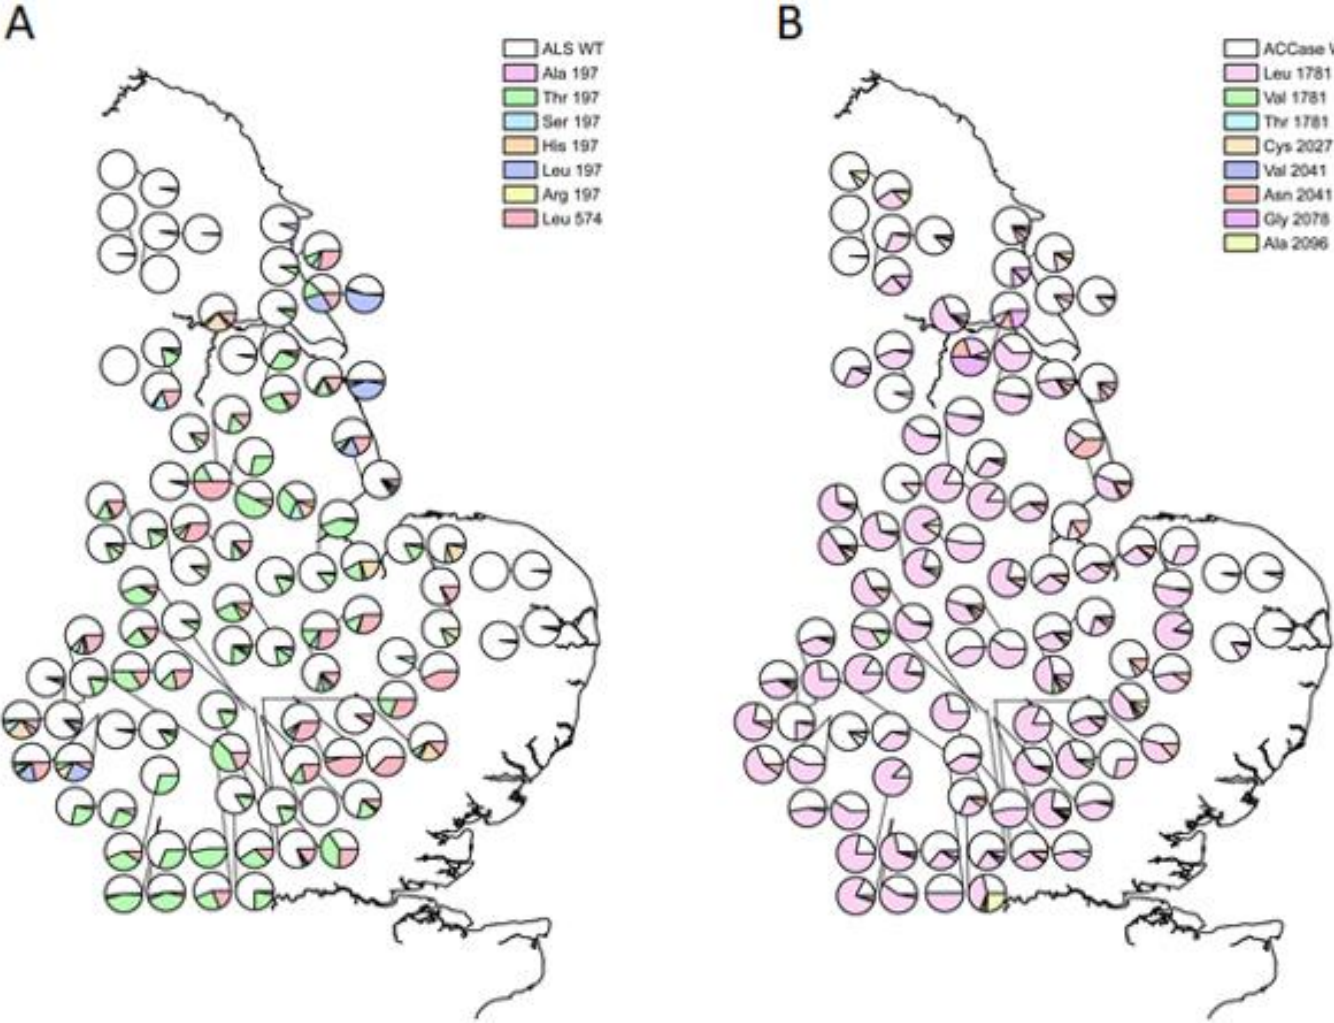 A
ALS WT
Ala 197
Thr 197
Ser 197
His 197
Leu 197
Arg 197
Leu 574
B
ACCase
Leu 1781
Val 1781
Thr 1781
Cys 2027
Val 2041
Asn 2041
Gly 2078
Ala 2096